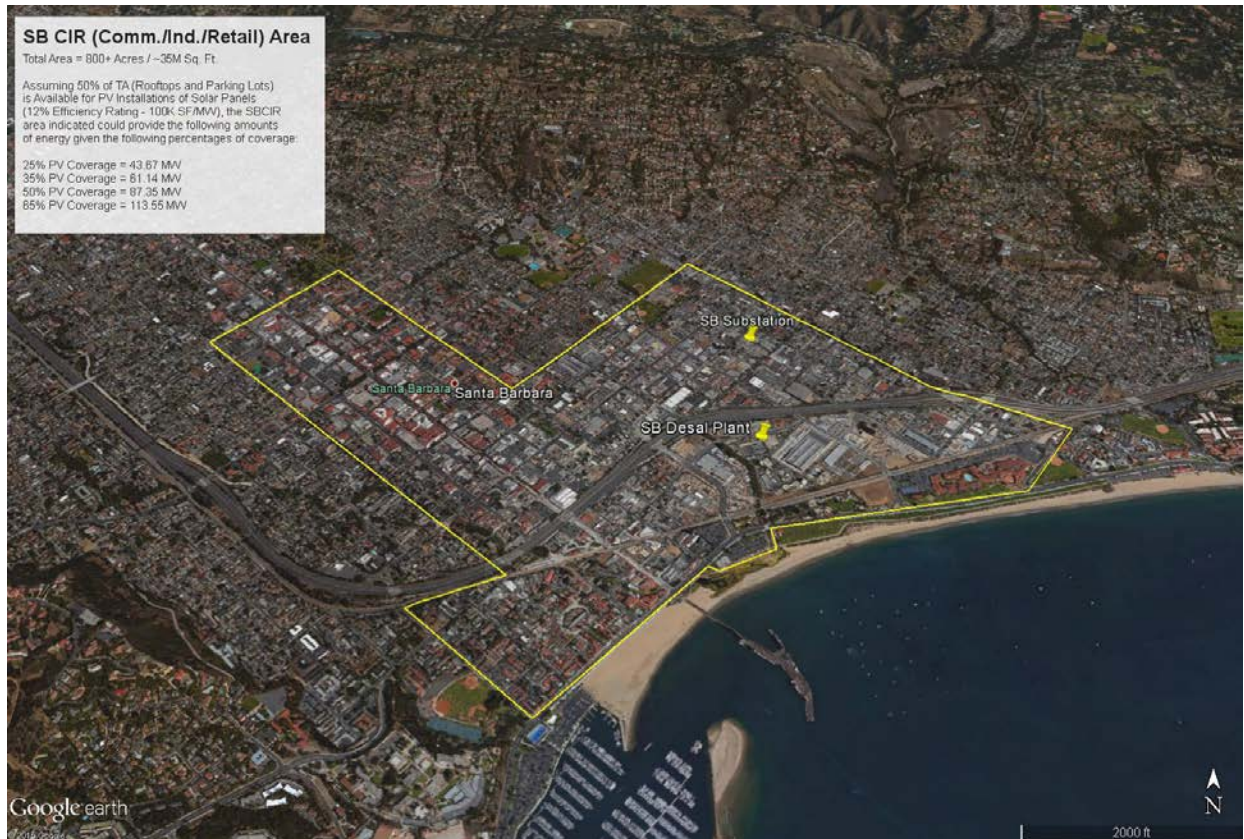 SB CIR (Comm./Ind./Retail) Area
Total Area = 800+ Acres / ~35M Sq. Ft.
Assuming 50% of TA (Rooftops and Parking Lots)
is Available for PV Installations of Solar Panels
(12% Efficiency Rating - 100K SF/MW), the SBCIR
area indicated could provide the following amounts
of energy given the following percentages of coverage:
25% PV Coverage = 43.67 MW
35% PV Coverage = 61.14 MW
50% PV Coverage = 87.35 MW
65% PV Coverage = 113.55 MW
SB Substation
Santa Barbara
Santa Barbara
SB Desal Plant
Google earth
N
2000 ft